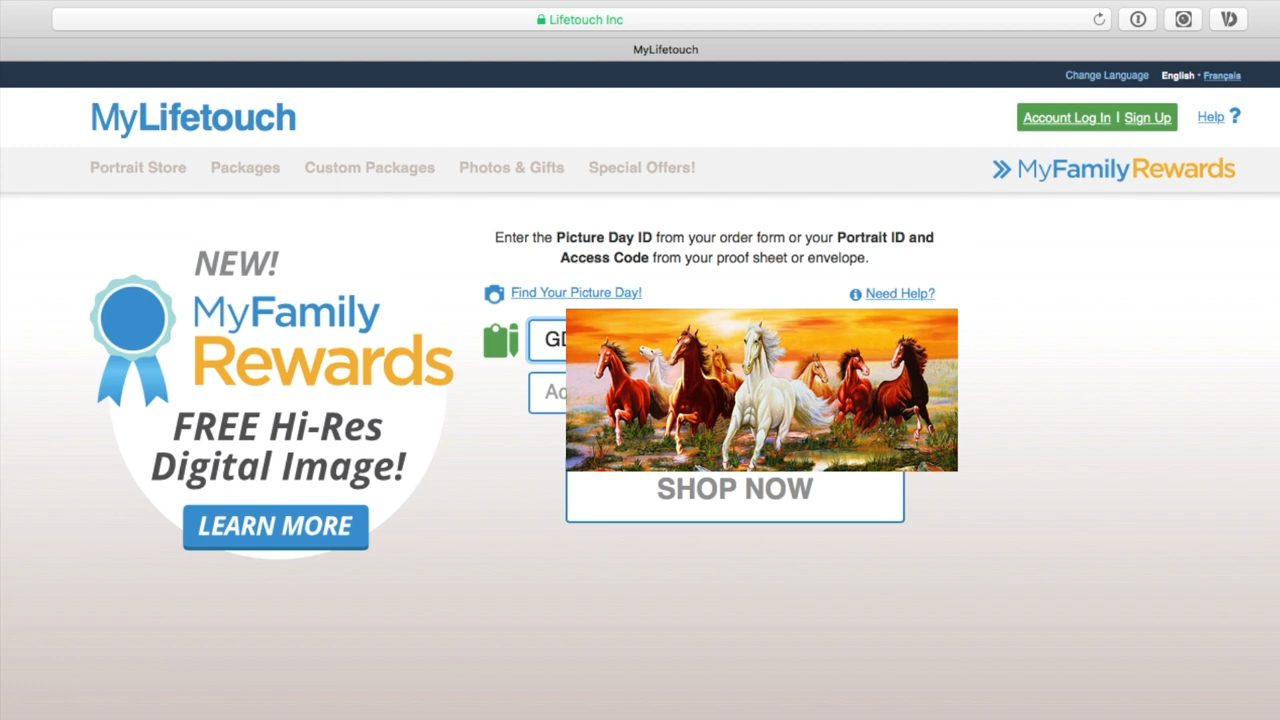 Lifetouch Inc
MyLifetouch
Change Language English • Français
MyLifetouch
Account Log In | Sign Up Help ?
Portrait Store Packages Custom Packages Photos & Gifts Special Offers!
MyFamilyRewards
Enter the Picture Day ID from your order form or your Portrait ID and
Access Code from your proof sheet or envelope.
Find Your Picture Day! Need Help?
NEW!
MyFamily
Rewards
FREE Hi-Res
Digital Image!
LEARN MORE
SHOP NOW